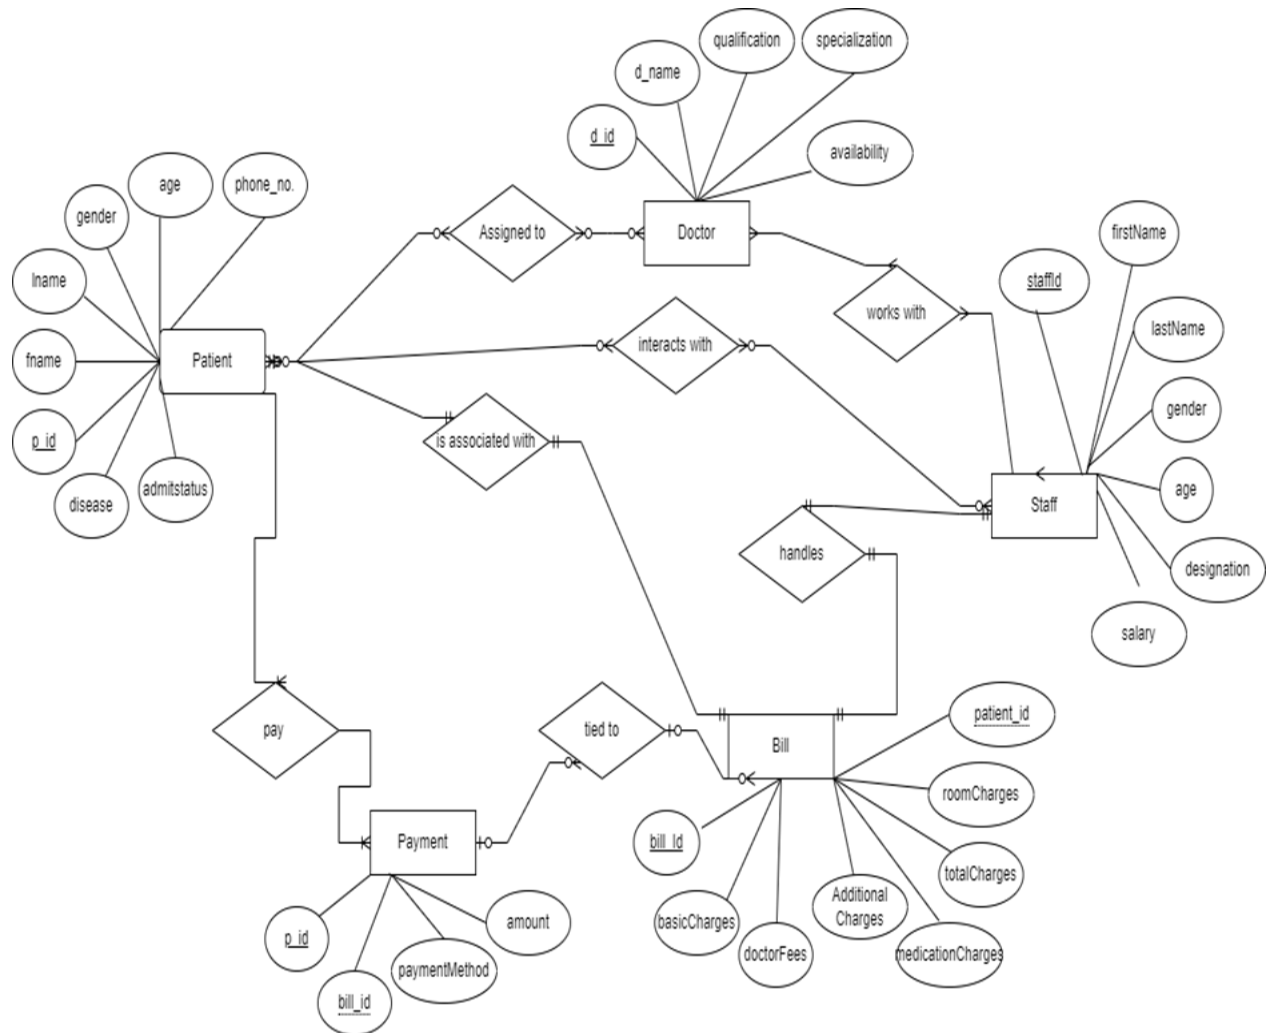 qualification
specialization
d_name
d_id
availability
age
phone_no.
gender
lname
fname
p_id
disease
admitstatus
Patient
Assigned to
Doctor
works with
interacts with
is associated with
firstName
staffId
lastName
gender
age
designation
salary
Staff
handles
pay
tied to
Bill
patient_id
roomCharges
totalCharges
bill_Id
basicCharges
doctorFees
Additional
Charges
medicationCharges
Payment
p_id
bill_id
paymentMethod
amount